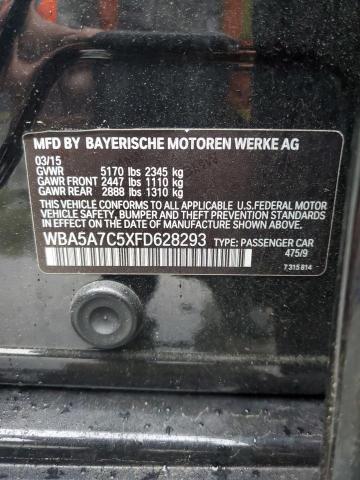 MFD BY BAYERISCHE MOTOREN WERKE AG
03/15
GVWR 5170 lbs 2345 kg
GAWR FRONT 2447 lbs 1110 kg
GAWR REAR 2888 lbs 1310 kg
THIS VEHICLE CONFORMS TO ALL APPLICABLE U.S.FEDERAL MOTOR
VEHICLE SAFETY, BUMPER, AND THEFT PREVENTION
STANDARDS IN EFFECT ON THE DATE OF MANUFACTURE SHOWN ABOVE.
WBA5A7C5XFD628293 TYPE: PASSENGER CAR
475/9
7 315 814